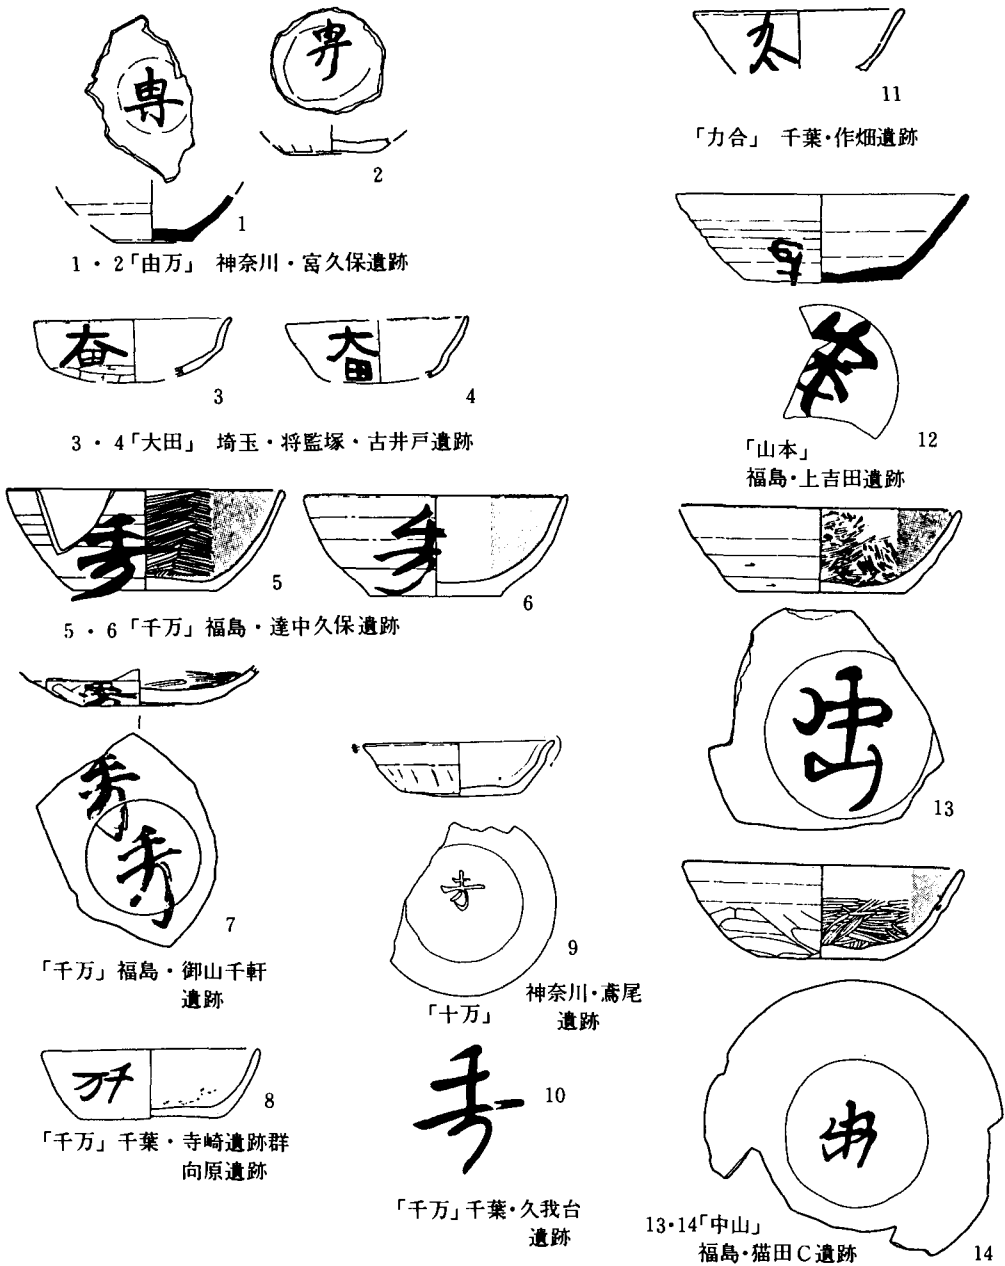 1
2
1・2「由万」 神奈川・宮久保遺跡
3
4
3・4「大田」 埼玉・将監塚・古井戸遺跡
5
6
5・6「千万」福島・達中久保遺跡
7
「千万」福島・御山千軒
遺跡
8
「千万」千葉・寺崎遺跡群
向原遺跡
9
「十万」
神奈川・鳶尾
遺跡
10
「千万」千葉・久我台
遺跡
11
「力合」 千葉・作畑遺跡
12
「山本」
福島・上吉田遺跡
13
14
13・14「中山」
福島・猫田C遺跡